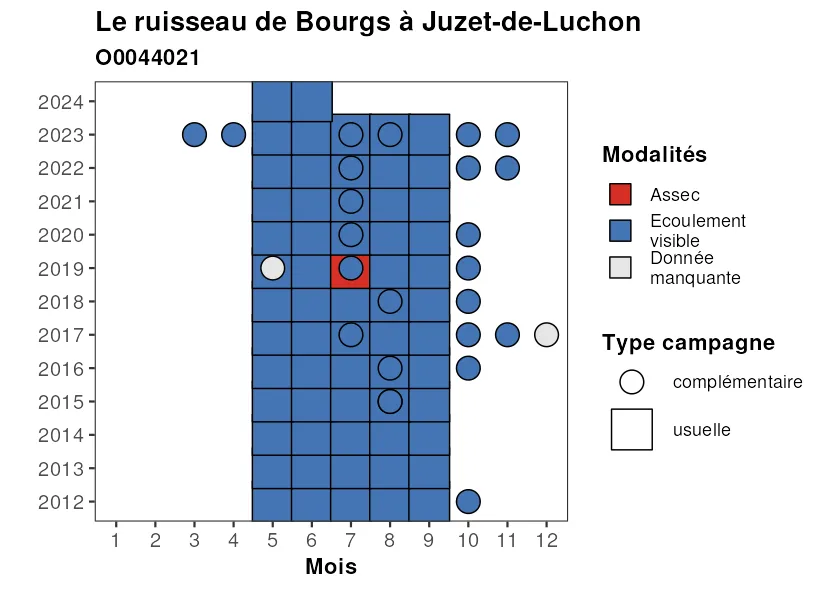 Le ruisseau de Bourgs à Juzet-de-Luchon
O0044021
2024
2023
2022
2021
2020
2019
2018
2017
2016
2015
2014
2013
2012
1 2 3 4 5 6 7 8 9 10 11 12
Mois
Modalités
Assec
Ecoulement
visible
Donnée
manquante
Type campagne
complémentaire
usuelle